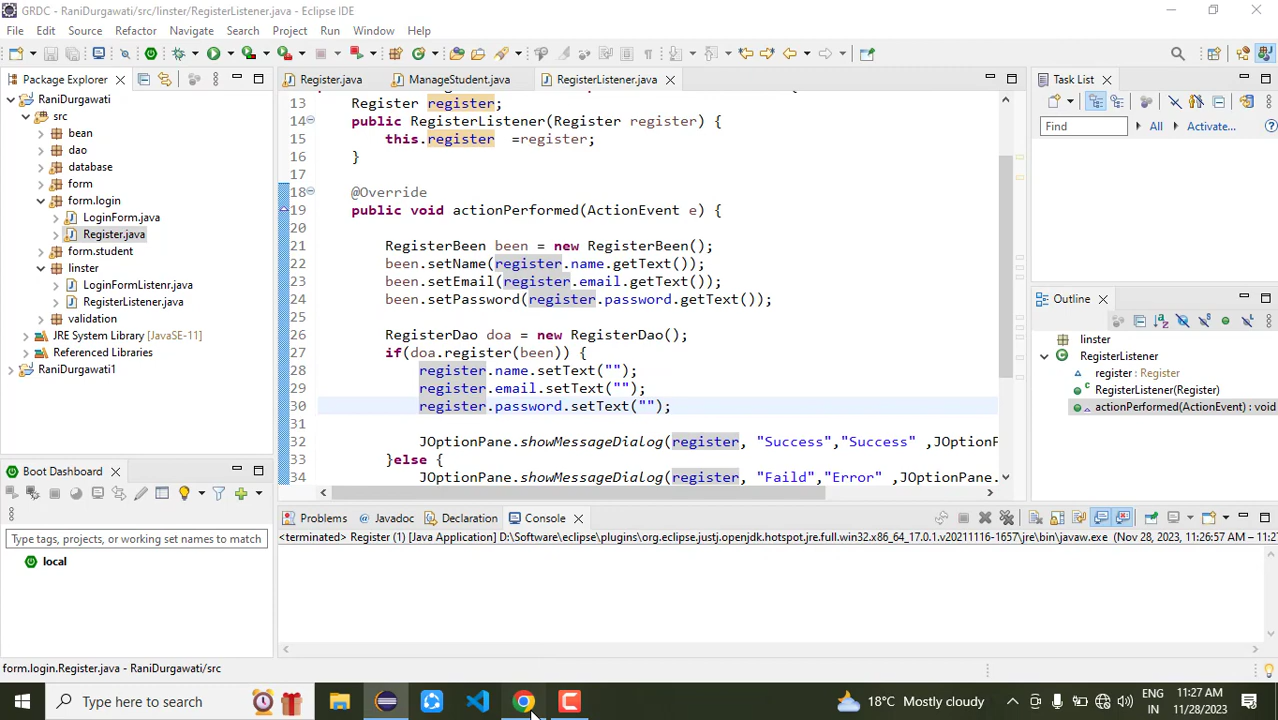 GRDC - RaniDurgawati/src/linster/RegisterListener.java - Eclipse IDE
File Edit Source Refactor Navigate Search Project Run Window Help
Package Explorer
RaniDurgawati
src
bean
dao
database
form
form.login
LoginForm.java
Register.java
form.student
linster
LoginFormListenr.java
RegisterListener.java
validation
JRE System Library [JavaSE-11]
Referenced Libraries
RaniDurgawati1
Boot Dashboard
Type tags, projects, or working set names to match
local
Register.java ManageStudent.java RegisterListener.java
13 Register register;
14 public RegisterListener(Register register) {
15 this.register =register;
16 }
17
18 @Override
19 public void actionPerformed(ActionEvent e) {
20
21 RegisterBeen been = new RegisterBeen();
22 been.setName(register.name.getText());
23 been.setEmail(register.email.getText());
24 been.setPassword(register.password.getText());
25
26 RegisterDao doa = new RegisterDao();
27 if(doa.register(been)) {
28 register.name.setText("");
29 register.email.setText("");
30 register.password.setText("");
31
32 JOptionPane.showMessageDialog(register, "Success","Success" ,JOptionP
33 }else {
34 JOptionPane.showMessageDialog(register, "Faild","Error" ,JOptionPane.
Problems Javadoc Declaration Console
<terminated> Register (1) [Java Application] D:\Software\eclipse\plugins\org.eclipse.justj.openjdk.hotspot.jre.full.win32.x86_64_17.0.1.v20211116-1657\jre\bin\javaw.exe (Nov 28, 2023, 11:26:57 AM – 11:27
Task List
Find All Activate...
Outline
linster
RegisterListener
register : Register
RegisterListener(Register)
actionPerformed(ActionEvent) : void
form.login.Register.java - RaniDurgawati/src
Type here to search
18°C Mostly cloudy
ENG
IN
11:27 AM
11/28/2023